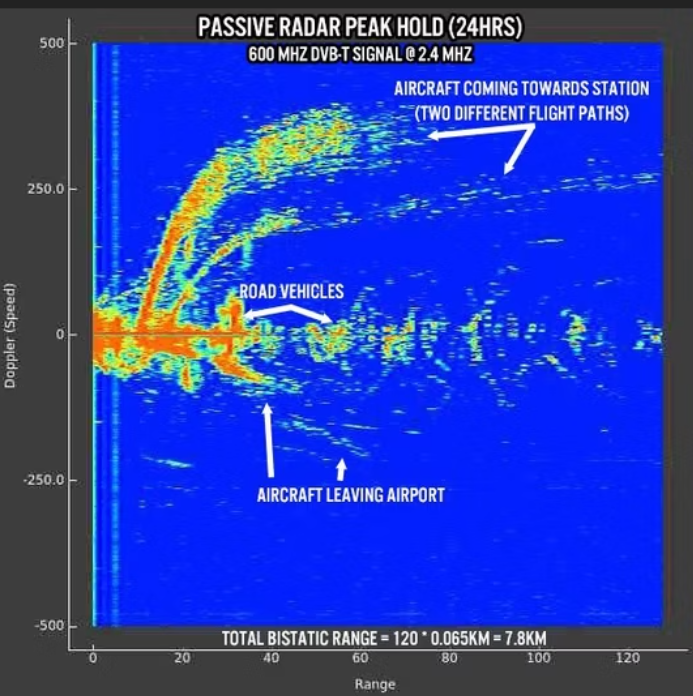 PASSIVE RADAR PEAK HOLD (24HRS)
600 MHZ DVB-T SIGNAL @ 2.4 MHZ
AIRCRAFT COMING TOWARDS STATION
(TWO DIFFERENT FLIGHT PATHS)
ROAD VEHICLES
AIRCRAFT LEAVING AIRPORT
TOTAL BISTATIC RANGE = 120 * 0.065KM = 7.8KM
Doppler (Speed)
500
250.0
0
-250.0
-500
0 20 40 60 80 100 120
Range